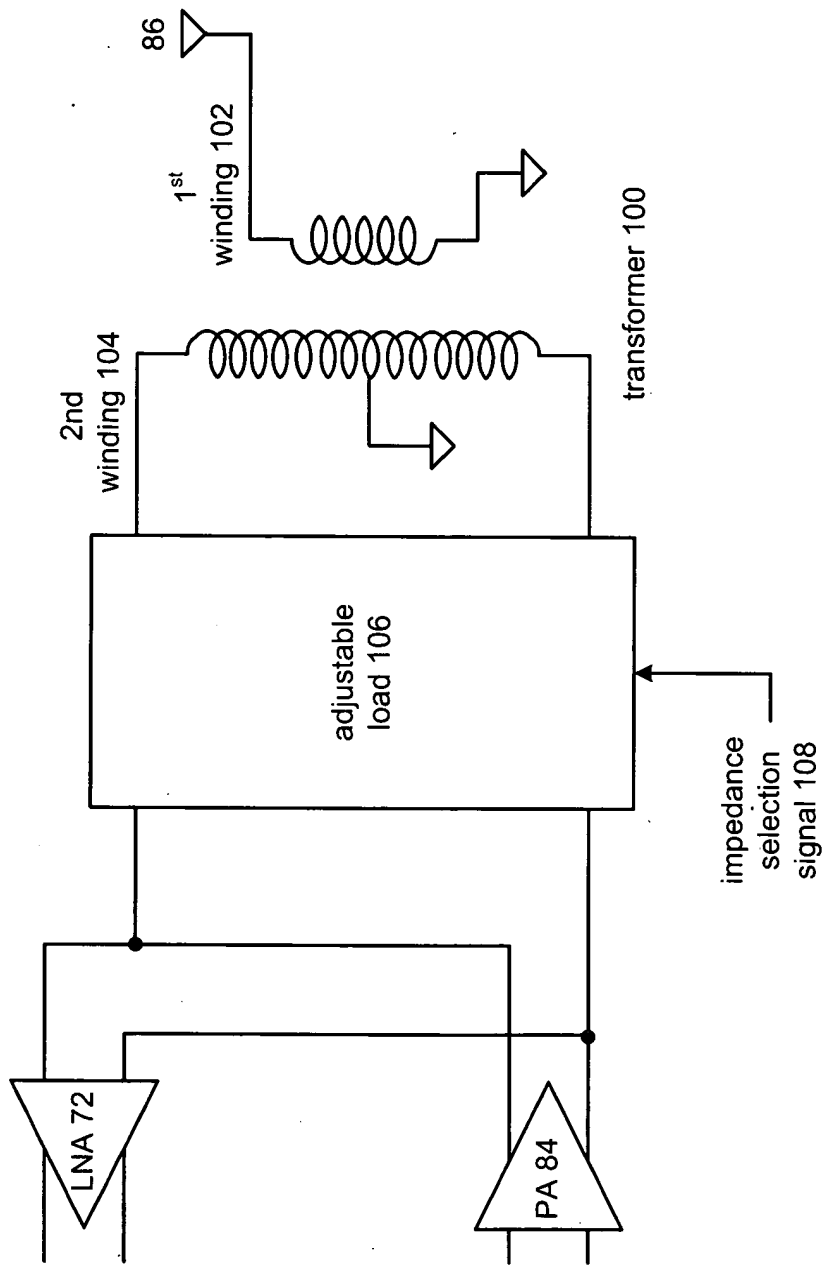 86
1st
winding 102
2nd
winding 104
transformer 100
adjustable
load 106
impedance
selection
signal 108
LNA 72
PA 84